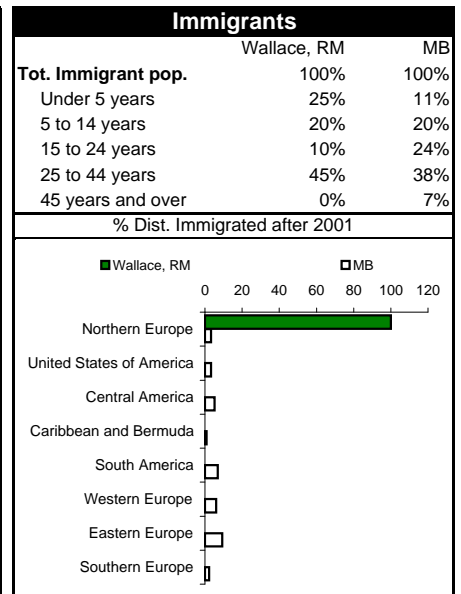 Immigrants
Wallace, RM MB
Tot. Immigrant pop. 100% 100%
Under 5 years 25% 11%
5 to 14 years 20% 20%
15 to 24 years 10% 24%
25 to 44 years 45% 38%
45 years and over 0% 7%
% Dist. Immigrated after 2001
Wallace, RM MB
0 20 40 60 80 100 120
Northern Europe
United States of America
Central America
Caribbean and Bermuda
South America
Western Europe
Eastern Europe
Southern Europe